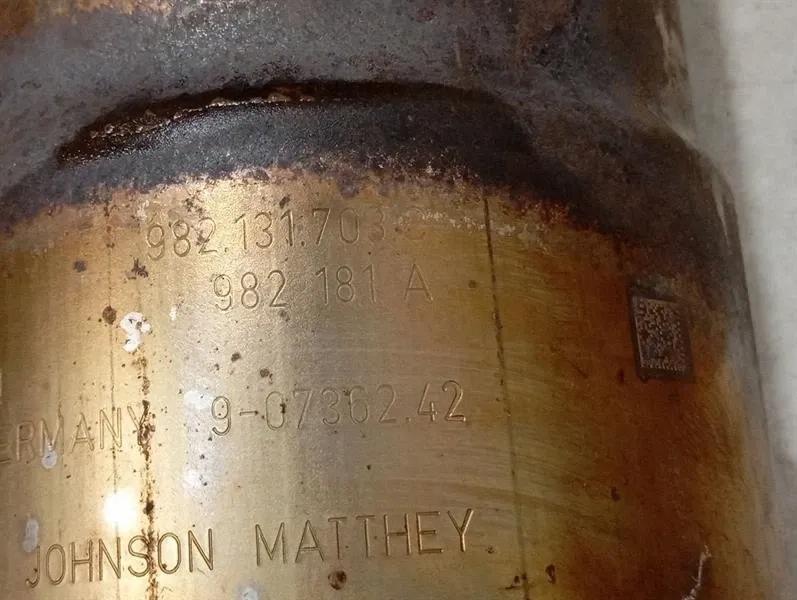 982.131.703
982 181 A
ERMANY 9-07362.42
JOHNSON MATTHEY